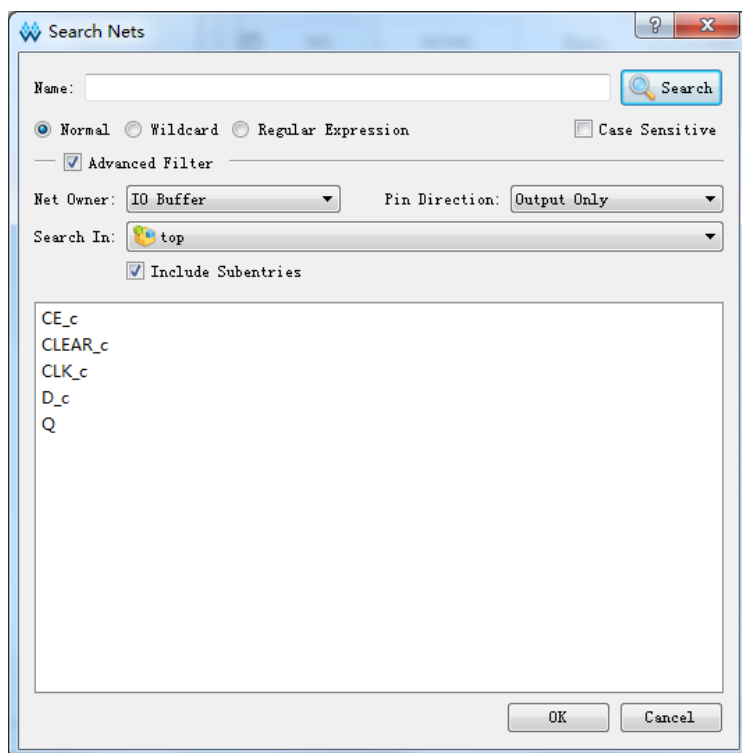 Search Nets
Name: Search
Normal Wildcard Regular Expression Case Sensitive
Advanced Filter
Net Owner: IO Buffer Pin Direction: Output Only
Search In: top
Include Subentries
CE_c
CLEAR_c
CLK_c
D_c
Q
OK Cancel